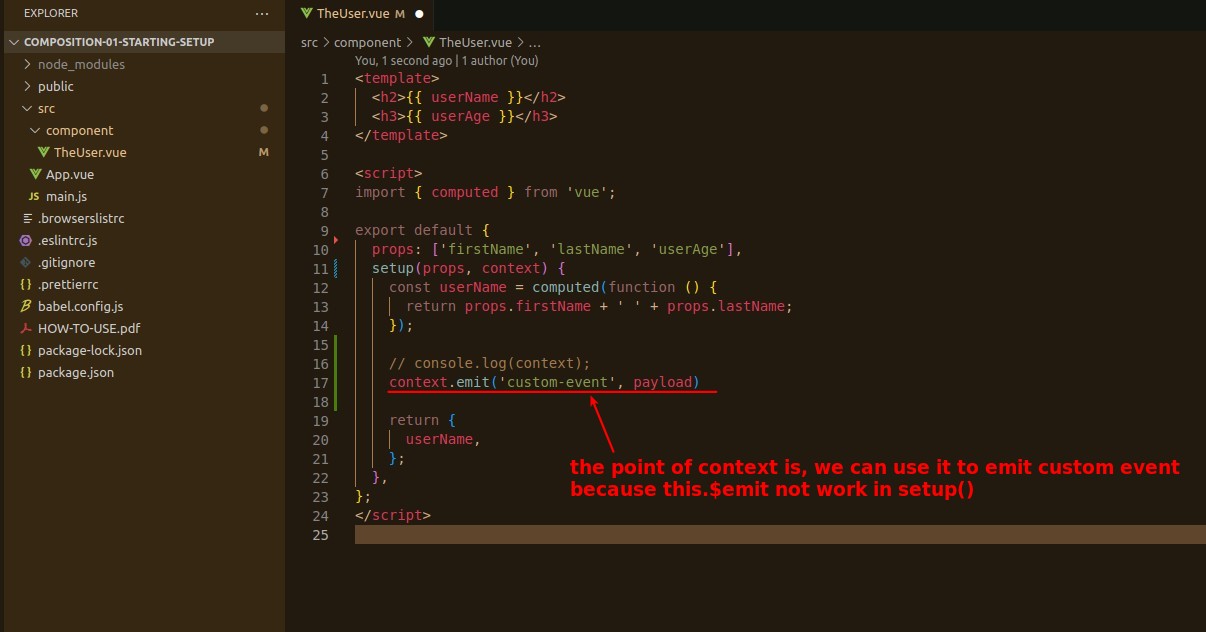 EXPLORER
COMPOSITION-01-STARTING-SETUP
node_modules
public
src
component
TheUser.vue M
App.vue
JS main.js
.browserslistrc
.eslintrc.js
.gitignore
{} .prettierrc
babel.config.js
HOW-TO-USE.pdf
{} package-lock.json
{} package.json
TheUser.vue M
src > component > TheUser.vue > ...
You, 1 second ago | 1 author (You)
1 <template>
2 <h2>{{ userName }}</h2>
3 <h3>{{ userAge }}</h3>
4 </template>
5
6 <script>
7 import { computed } from 'vue';
8
9 export default {
10 props: ['firstName', 'lastName', 'userAge'],
11 setup(props, context) {
12 const userName = computed(function () {
13 return props.firstName + ' ' + props.lastName;
14 });
15
16 // console.log(context);
17 context.emit('custom-event', payload)
18
19 return {
20 userName,
21 };
22 },
23 };
24 </script>
25
the point of context is, we can use it to emit custom event
because this.$emit not work in setup()